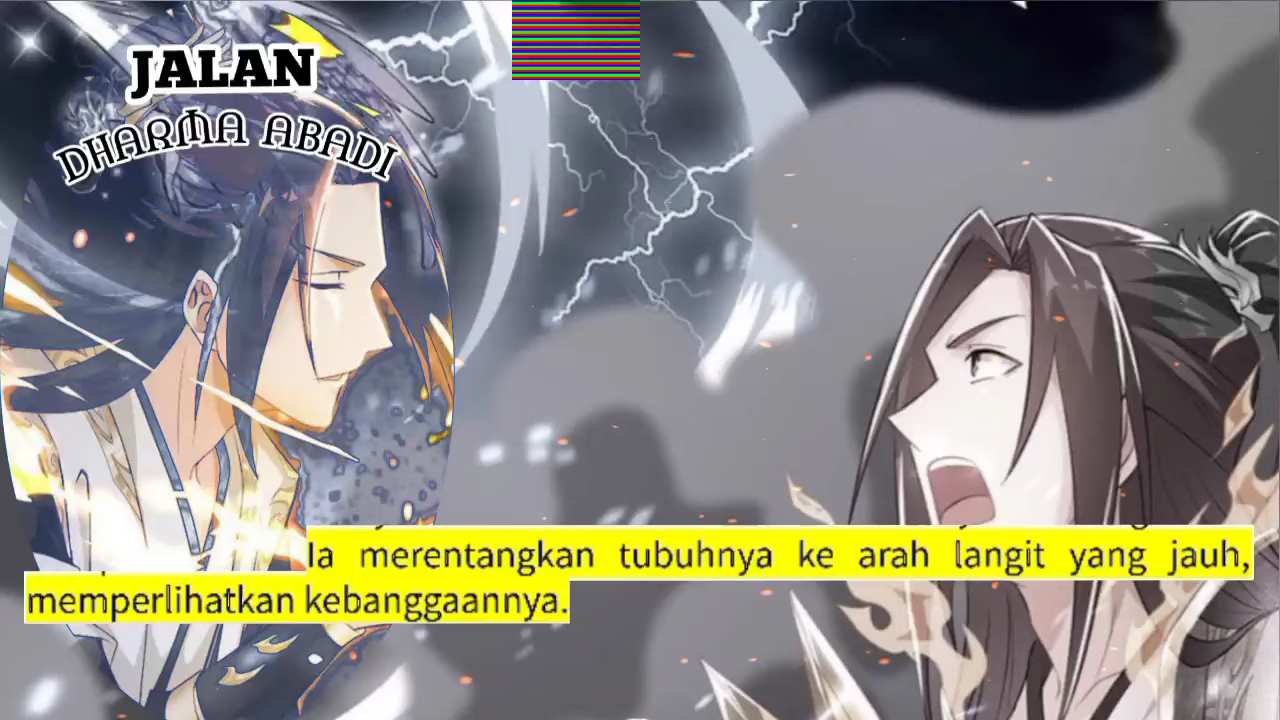 JALAN
DHARMA ABADI
Ia merentangkan tubuhnya ke arah langit yang jauh,
memperlihatkan kebanggaannya.